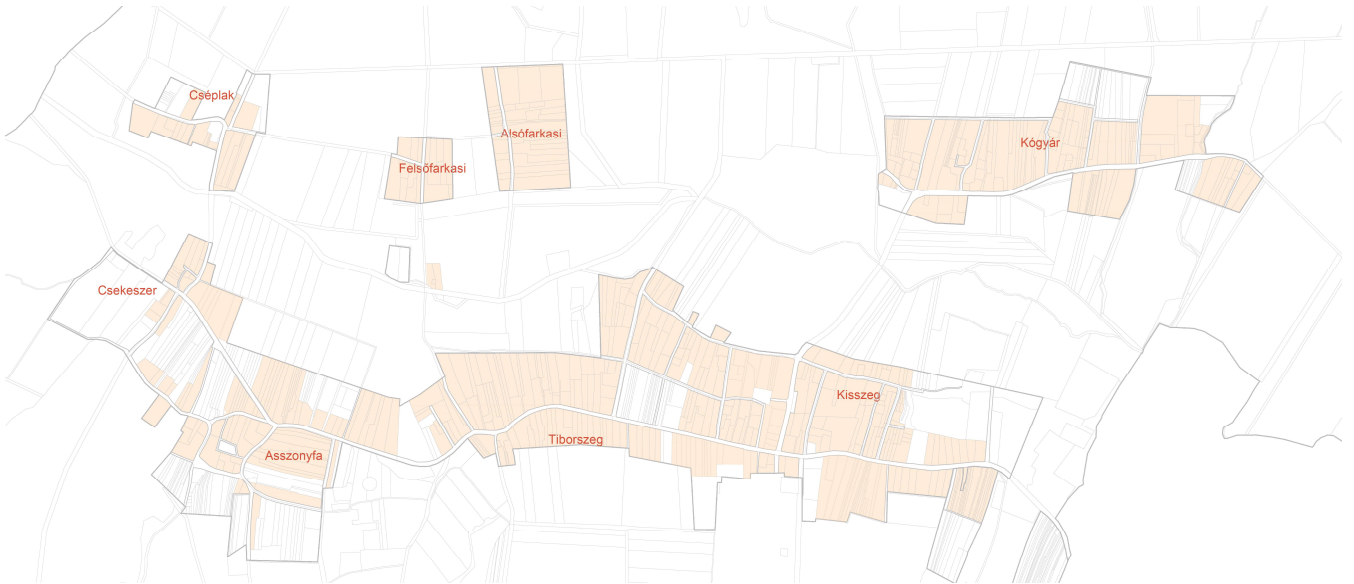 Cséplak
Alsófarkasi
Felsőfarkasi
Kógyár
Csekeszer
Kisszeg
Tiborszeg
Asszonyfa